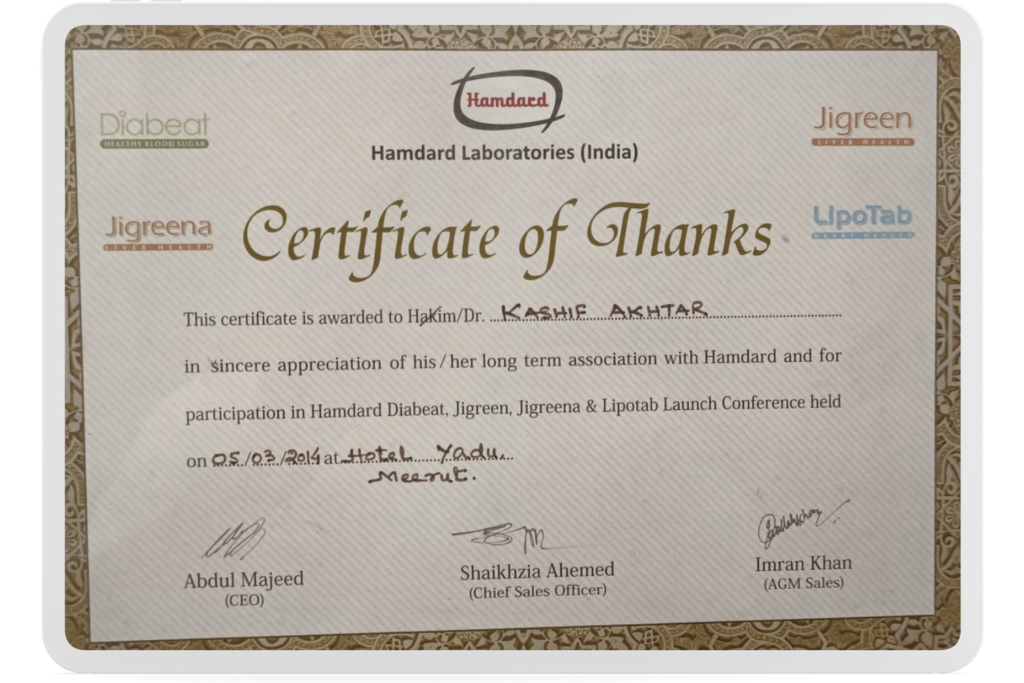 Hamdard
Hamdard Laboratories (India)
Diabeat
HEALTHY BLOOD SUGAR
Jigreen
LIVER HEALTH
Jigreena
LIVER HEALTH
LipoTab
HEART HEALTH
Certificate of Thanks
This certificate is awarded to Hakim/Dr. KASHIF AKHTAR
in sincere appreciation of his/her long term association with Hamdard and for
participation in Hamdard Diabeat, Jigreen, Jigreena & Lipotab Launch Conference held
on 05/03/2014 at Hotel Yadu,
Meerut.
Abdul Majeed
(CEO)
Shaikhzia Ahemed
(Chief Sales Officer)
Imran Khan
(AGM Sales)